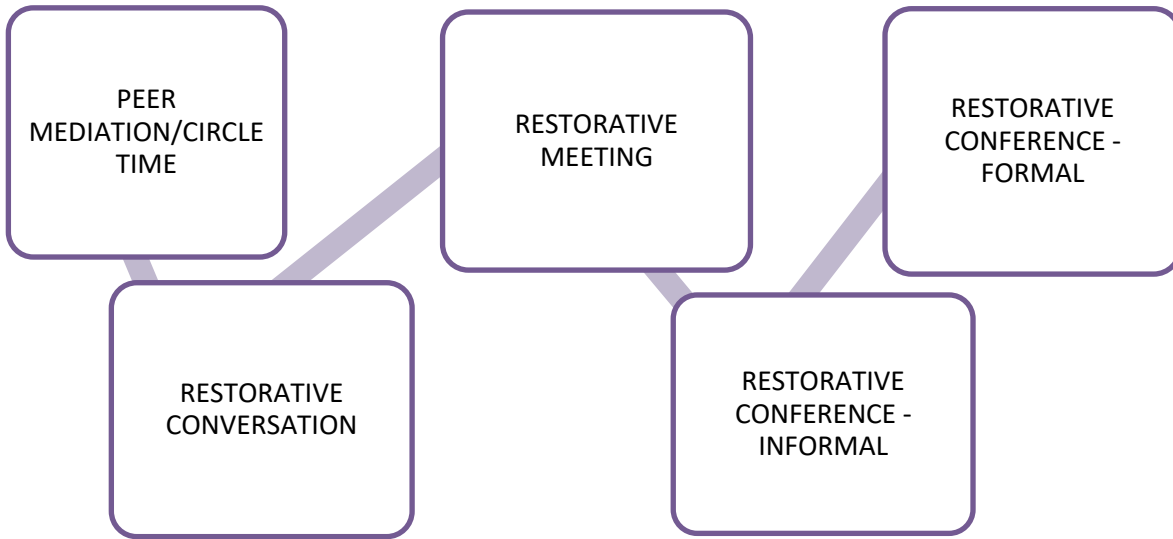 PEER
MEDIATION/CIRCLE
TIME
RESTORATIVE
CONVERSATION
RESTORATIVE
MEETING
RESTORATIVE
CONFERENCE -
INFORMAL
RESTORATIVE
CONFERENCE -
FORMAL